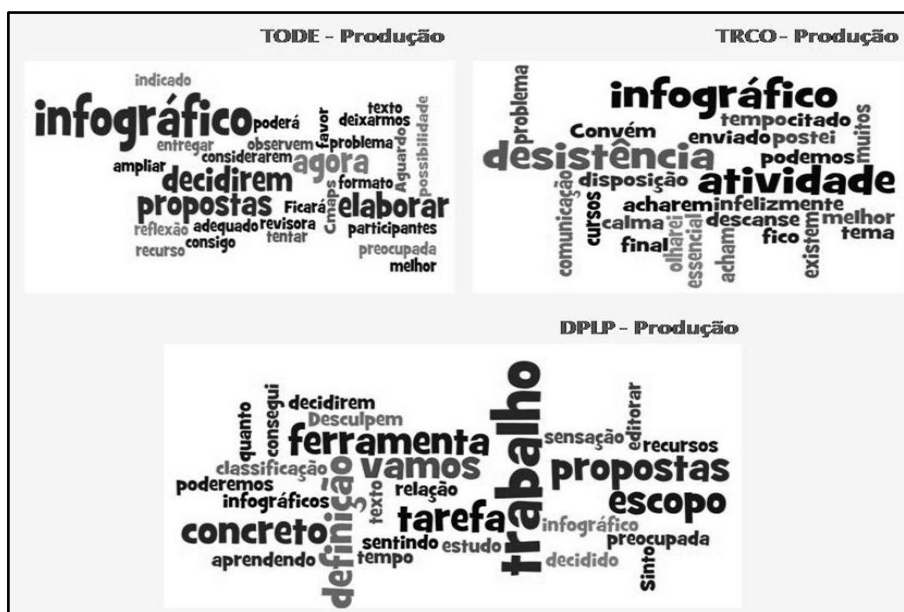 TODE - Produção
indicado
infográfico
poderá
favor
texto
deixarmos
possibilidade
entregar
observem
problema
Aguardo
ampliar
considerarem
agora
decidirem
formato
propostas
Ficará
Cmaps
elaborar
reflexão
adequado
revisora
participantes
recurso
consigo
tentar
preocupada
melhor
TRCO - Produção
problema
infográfico
tempo
citado
muitos
Convém
enviado
postei
desistência
podemos
comunicação
disposição
atividade
cursos
acharem
infelizmente
calma
olharei
essencial
acham
descanse
existem
melhor
final
fico
tema
DPLP - Produção
quanto
consegui
decidirem
Desculpem
trabalho
editorar
ferramenta
sensação
recursos
classificação
vamos
propostas
poderemos
definição
texto
relação
escopo
infográficos
concreto
tarefa
infográfico
preocupada
aprendendo
sentindo
estudo
tempo
decidido
Sinto